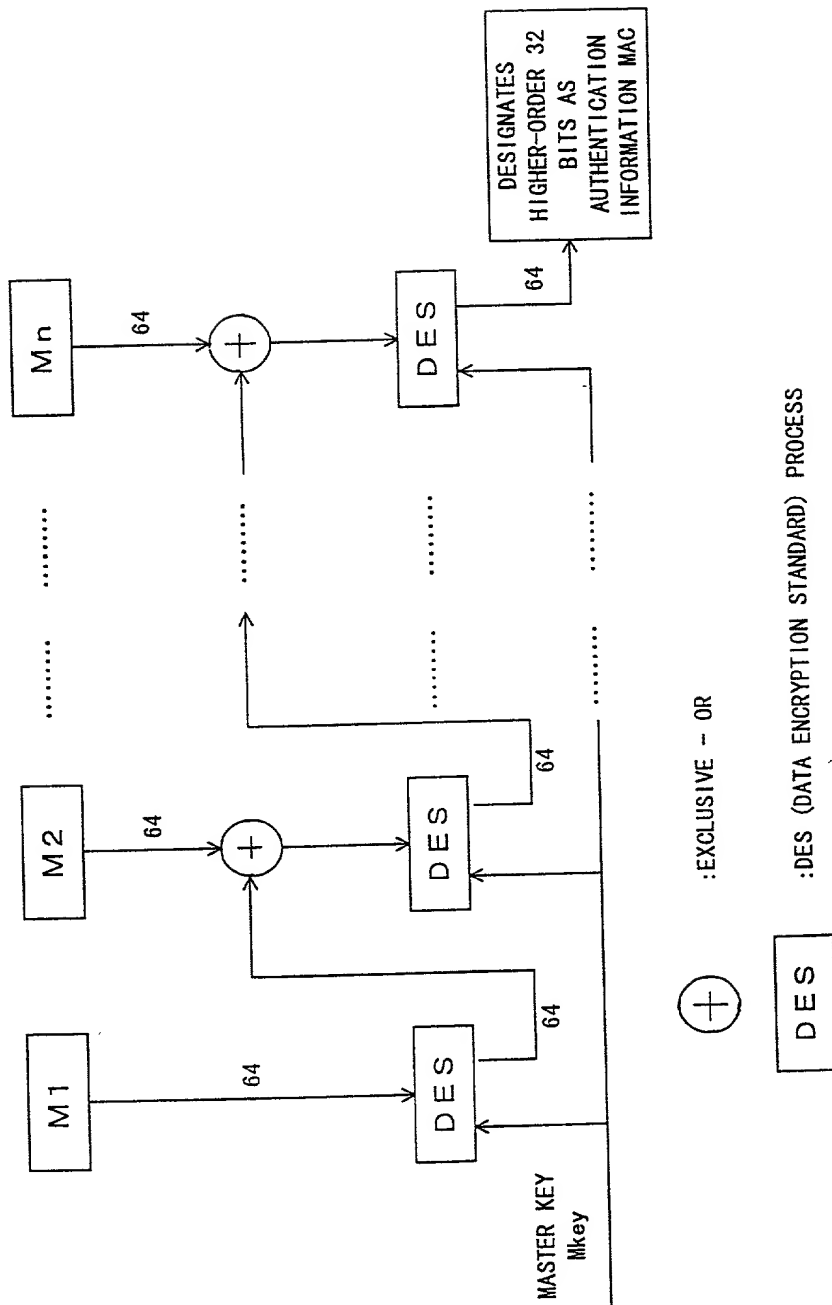 M1
M2
.........
.........
Mn
64
64
64
+
.........
+
DES
DES
........
........
DES
64
64
64
DESIGNATES
HIGHER-ORDER 32
BITS AS
AUTHENTICATION
INFORMATION MAC
MASTER KEY
Mkey
.........
........
+
:EXCLUSIVE - OR
DES
:DES (DATA ENCRYPTION STANDARD) PROCESS